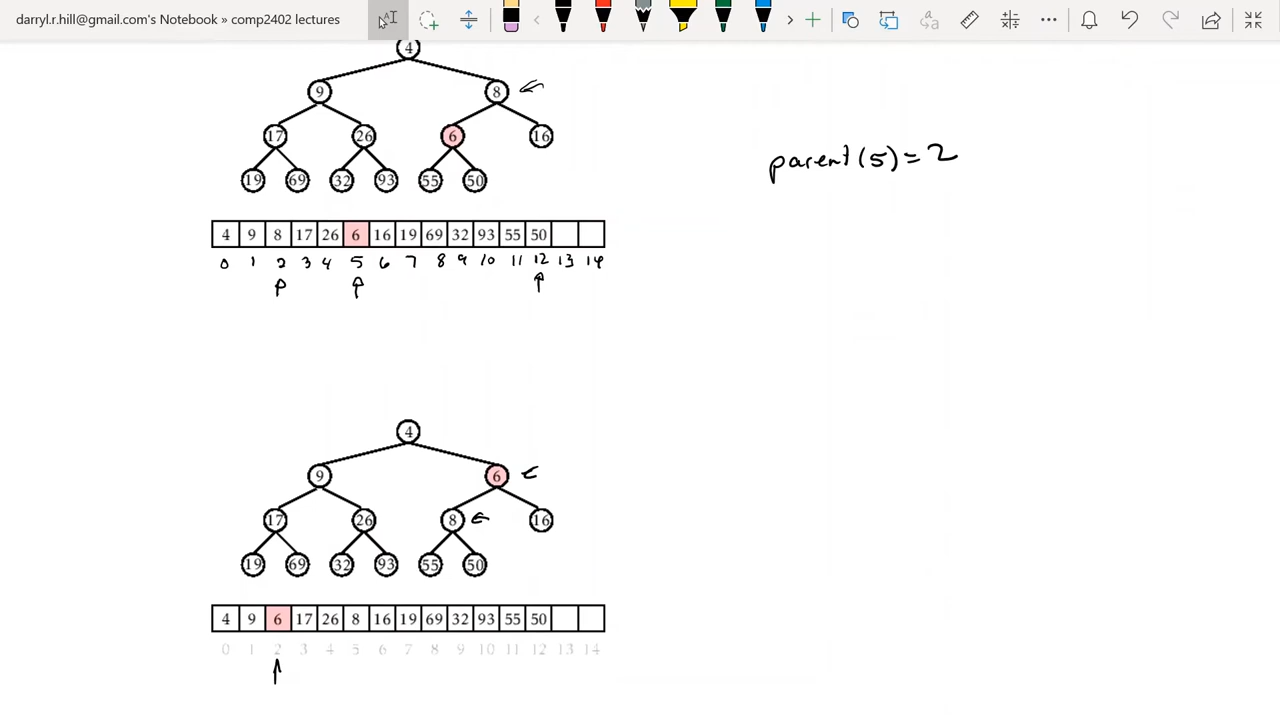 darryl.r.hill@gmail.com's Notebook » comp2402 lectures
4
9 8
17 26 6 16
19 69 32 93 55 50
parent(5)=2
4 9 8 17 26 6 16 19 69 32 93 55 50
0 1 2 3 4 5 6 7 8 9 10 11 12 13 14
4
9 6
17 26 8 16
19 69 32 93 55 50
4 9 6 17 26 8 16 19 69 32 93 55 50
0 1 2 3 4 5 6 7 8 9 10 11 12 13 14